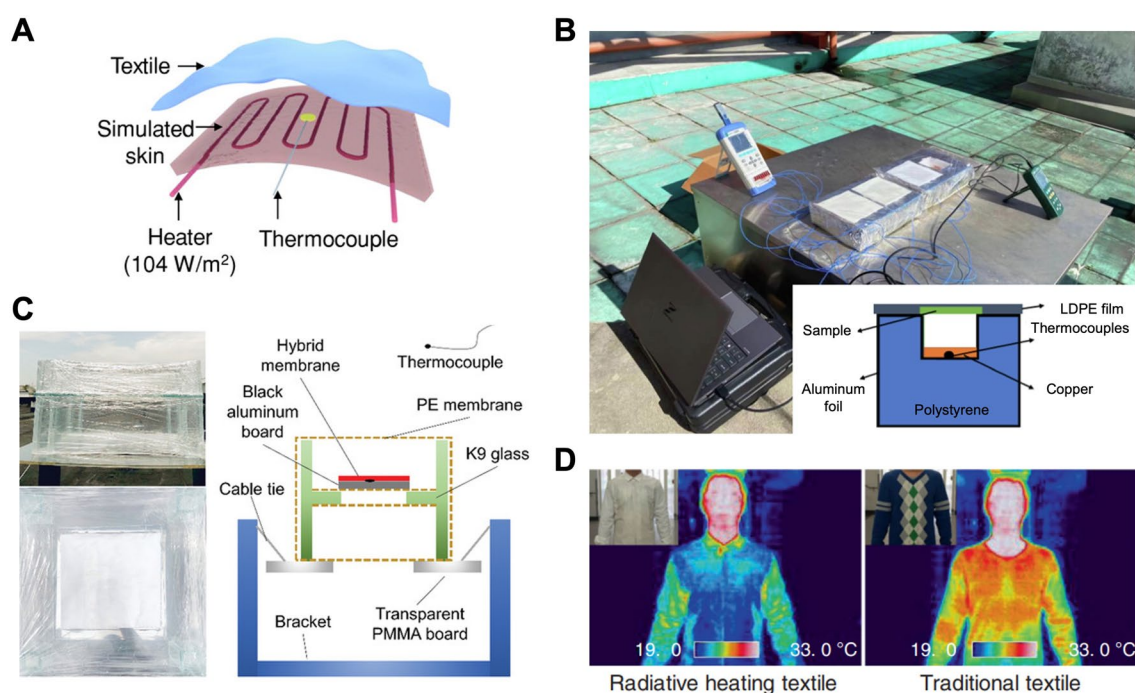 A
Textile
Simulated
skin
Heater
(104 W/m²)
Thermocouple
B
Sample
LDPE film
Thermocouples
Aluminum
foil
Copper
Polystyrene
C
Hybrid
membrane
Thermocouple
Black
aluminum
board
PE membrane
K9 glass
Cable tie
Bracket
Transparent
PMMA board
D
19. 0 33. 0 °C
19. 0 33. 0 °C
Radiative heating textile
Traditional textile